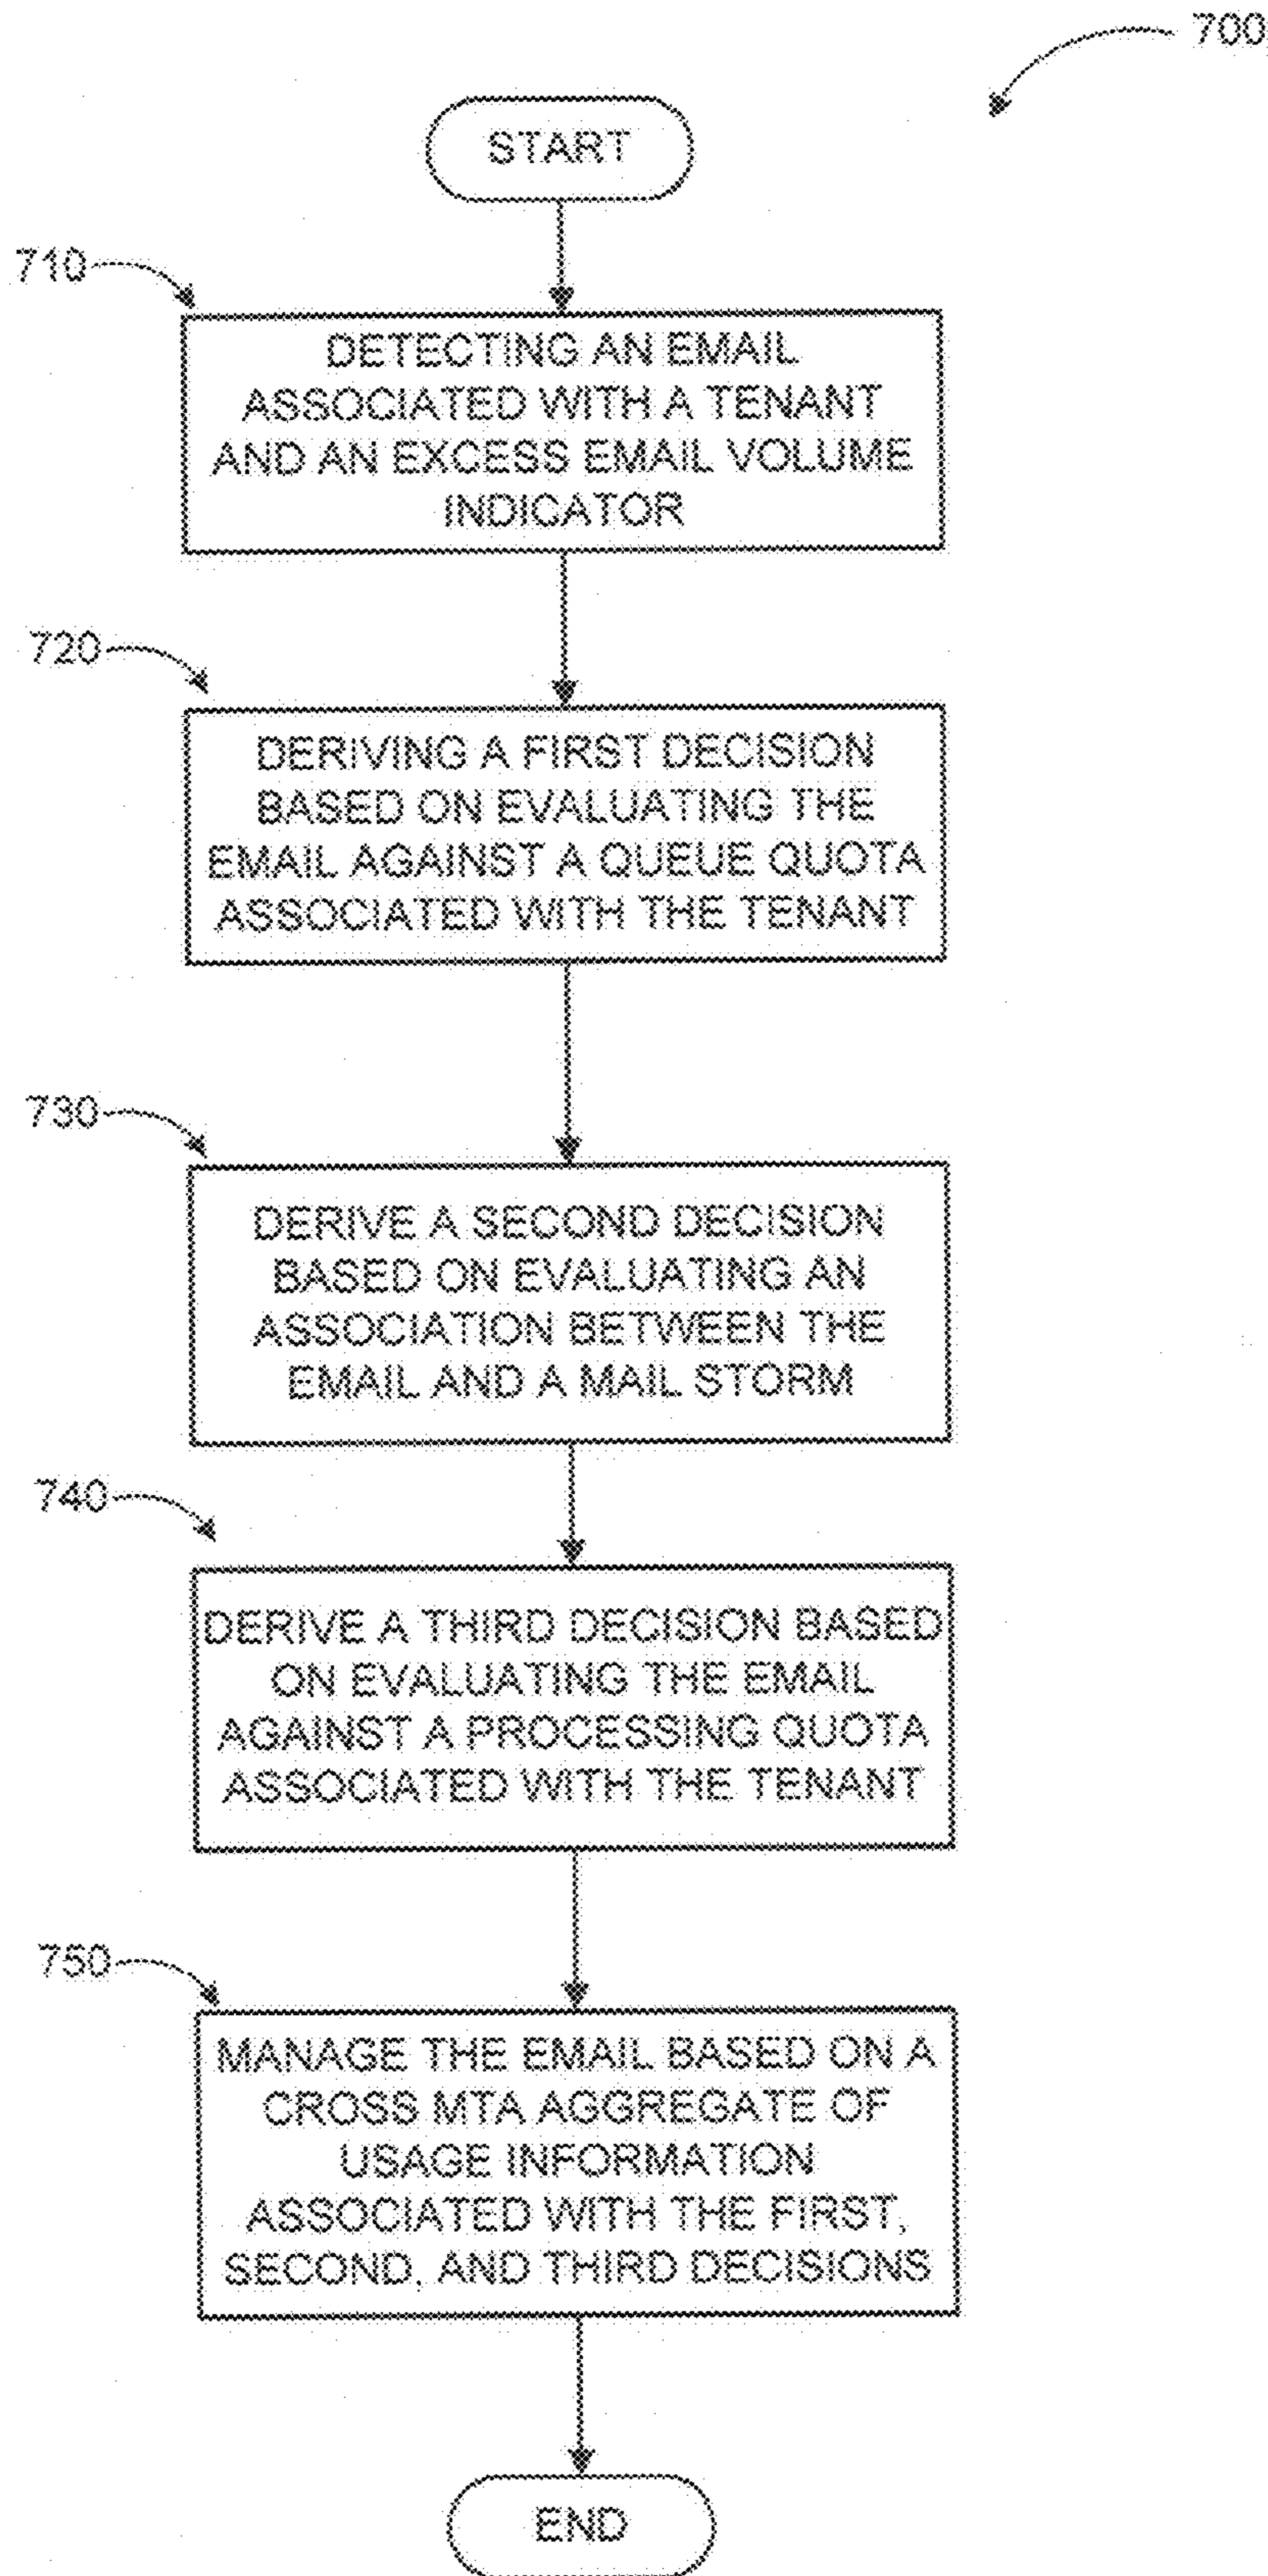 700
START
710
DETECTING AN EMAIL
ASSOCIATED WITH A TENANT
AND AN EXCESS EMAIL VOLUME
INDICATOR
720
DERIVING A FIRST DECISION
BASED ON EVALUATING THE
EMAIL AGAINST A QUEUE QUOTA
ASSOCIATED WITH THE TENANT
730
DERIVE A SECOND DECISION
BASED ON EVALUATING AN
ASSOCIATION BETWEEN THE
EMAIL AND A MAIL STORM
740
DERIVE A THIRD DECISION BASED
ON EVALUATING THE EMAIL
AGAINST A PROCESSING QUOTA
ASSOCIATED WITH THE TENANT
750
MANAGE THE EMAIL BASED ON A
CROSS MTA AGGREGATE OF
USAGE INFORMATION
ASSOCIATED WITH THE FIRST,
SECOND, AND THIRD DECISIONS
END